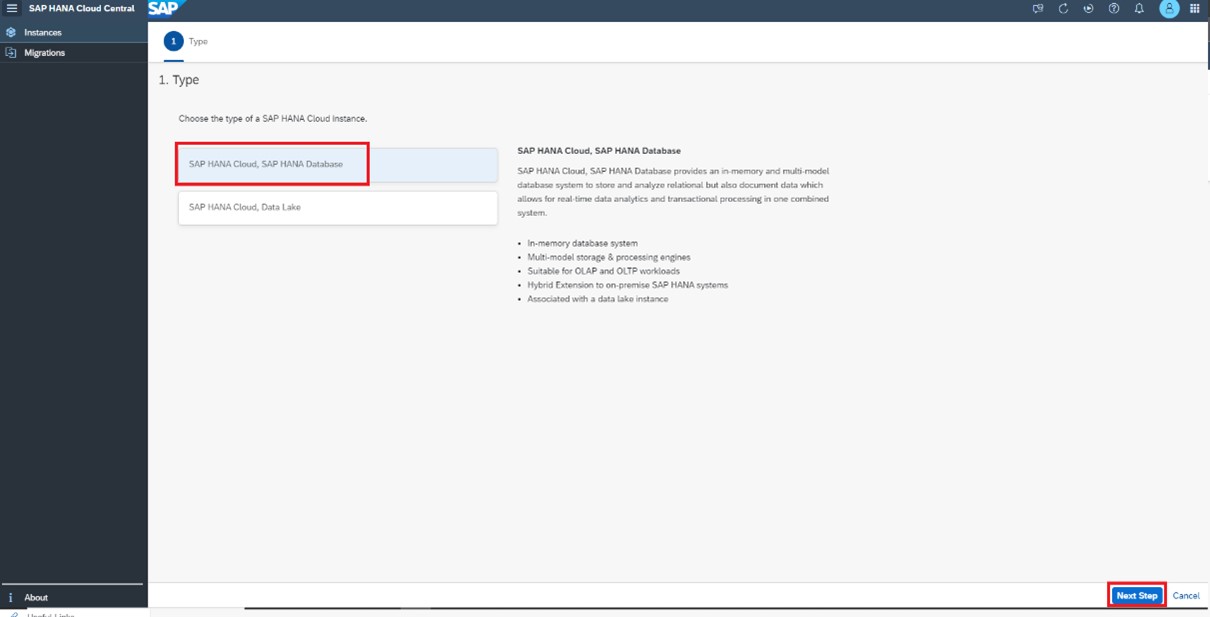 SAP HANA Cloud Central
SAP
Instances
Migrations
1 Type
1. Type
Choose the type of a SAP HANA Cloud Instance.
SAP HANA Cloud, SAP HANA Database
SAP HANA Cloud, Data Lake
SAP HANA Cloud, SAP HANA Database
SAP HANA Cloud, SAP HANA Database provides an in-memory and multi-model
database system to store and analyze relational but also document data which
allows for real-time data analytics and transactional processing in one combined
system.
• In-memory database system
• Multi-model storage & processing engines
• Suitable for OLAP and OLTP workloads
• Hybrid Extension to on-premise SAP HANA systems
• Associated with a data lake instance
About
Useful Links
Next Step
Cancel